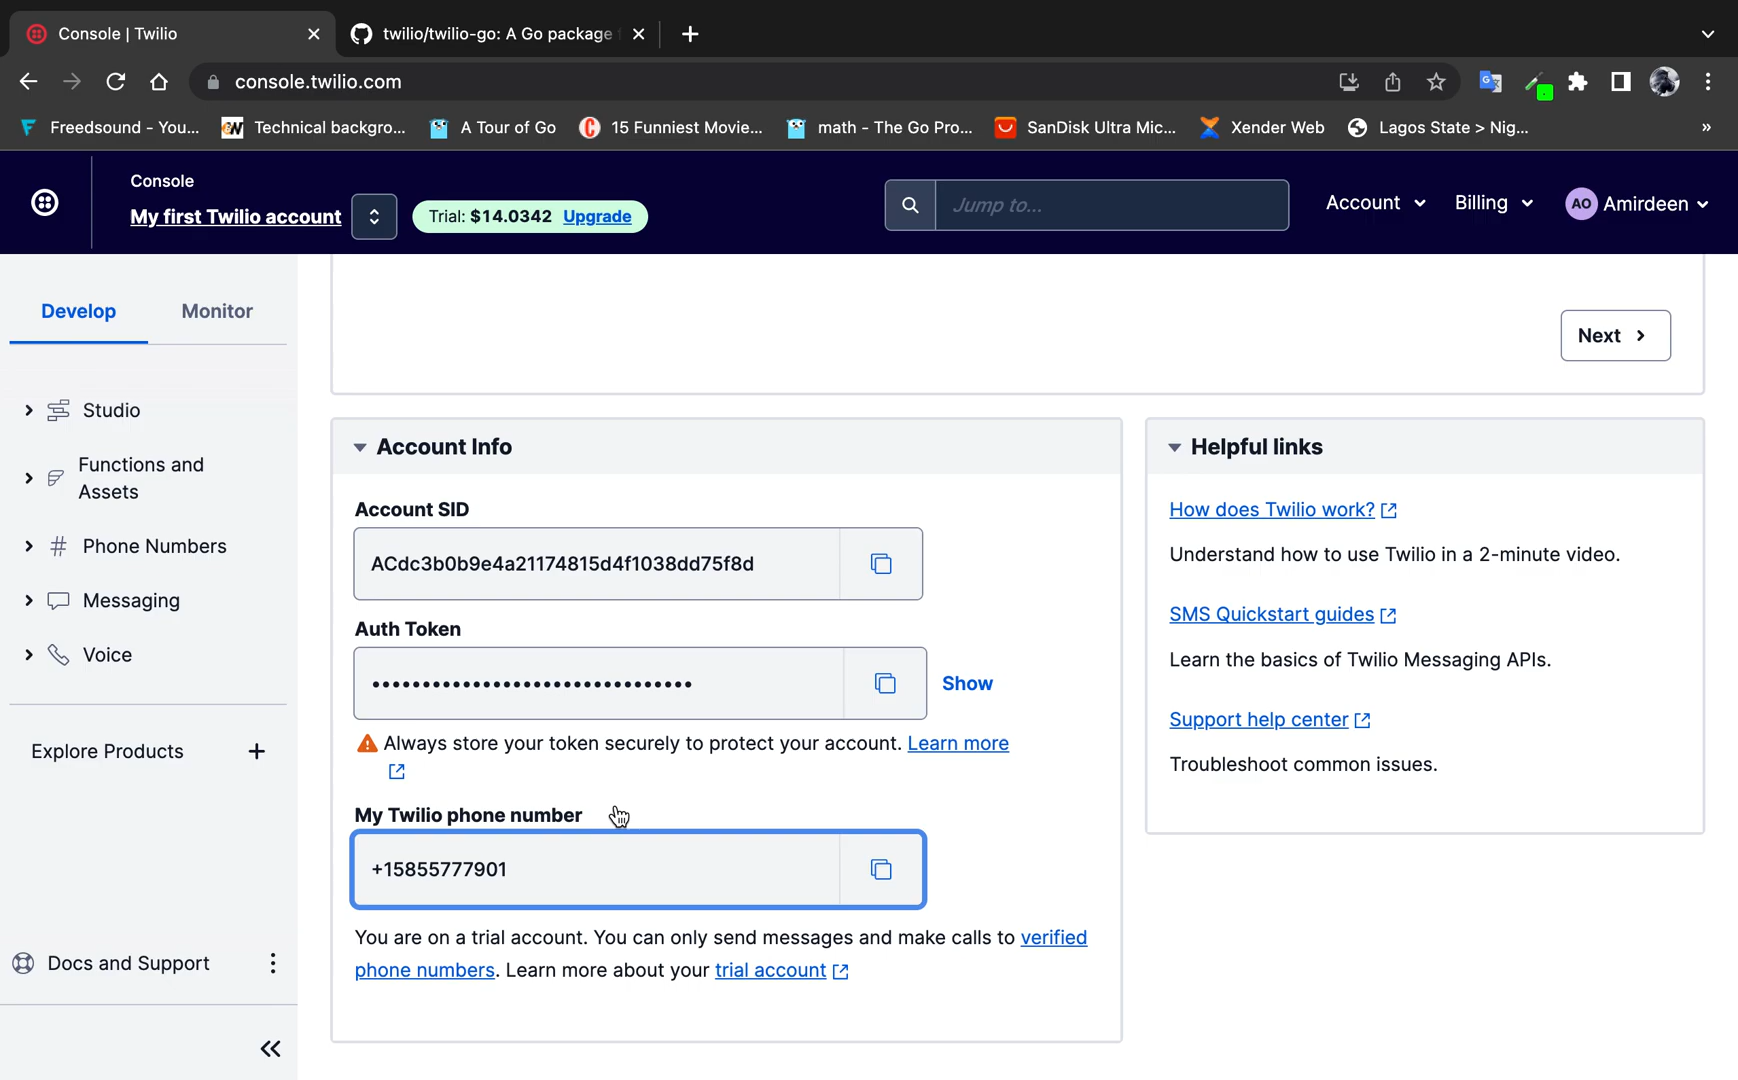 Console | Twilio
twilio/twilio-go: A Go package
console.twilio.com
Freedsound - You...
Technical backgro...
A Tour of Go
15 Funniest Movie...
math - The Go Pro...
SanDisk Ultra Mic...
Xender Web
Lagos State > Nig...
»
Console
My first Twilio account
Trial: $14.0342 Upgrade
Jump to...
Account
Billing
AO Amirdeen
Develop
Monitor
Studio
Functions and
Assets
Phone Numbers
Messaging
Voice
Explore Products +
Docs and Support
Next
Account Info
Account SID
ACdc3b0b9e4a21174815d4f1038dd75f8d
Auth Token
••••••••••••••••••••••••••••••••
Show
Always store your token securely to protect your account. Learn more
My Twilio phone number
+15855777901
You are on a trial account. You can only send messages and make calls to verified
phone numbers. Learn more about your trial account
Helpful links
How does Twilio work?
Understand how to use Twilio in a 2-minute video.
SMS Quickstart guides
Learn the basics of Twilio Messaging APIs.
Support help center
Troubleshoot common issues.